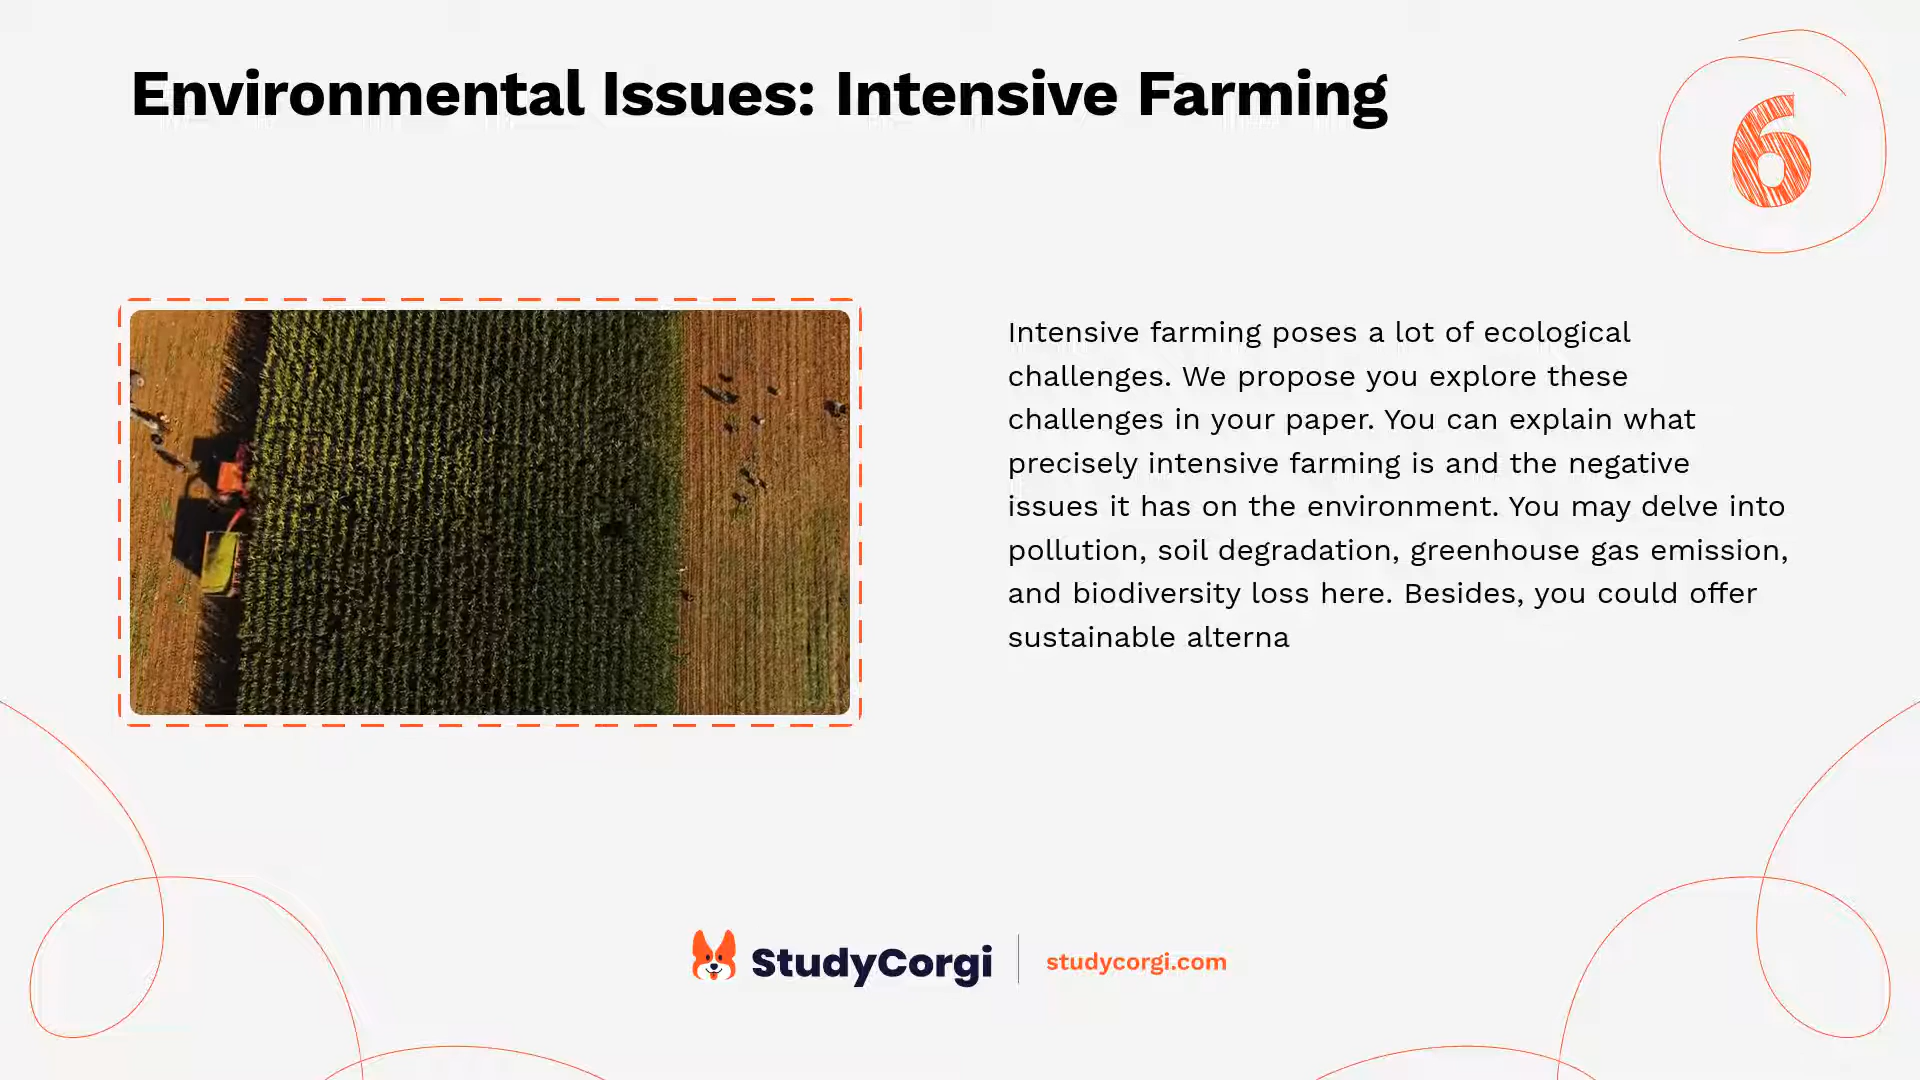 Environmental Issues: Intensive Farming
6
Intensive farming poses a lot of ecological
challenges. We propose you explore these
challenges in your paper. You can explain what
precisely intensive farming is and the negative
issues it has on the environment. You may delve into
pollution, soil degradation, greenhouse gas emission,
and biodiversity loss here. Besides, you could offer
sustainable alterna
StudyCorgi
studycorgi.com